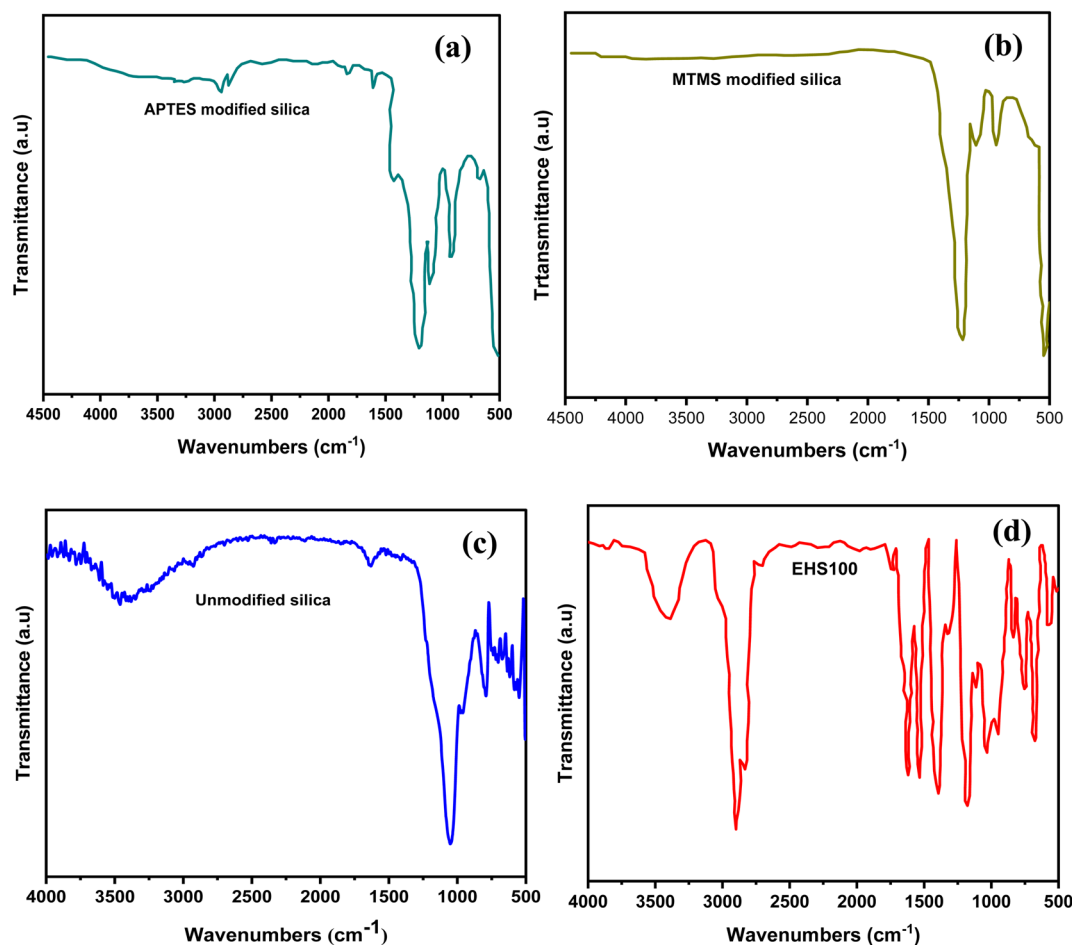 (a)
APTES modified silica
Transmittance (a.u)
4500 4000 3500 3000 2500 2000 1500 1000 500
Wavenumbers (cm⁻¹)
(b)
MTMS modified silica
Trtansmittance (a.u)
4500 4000 3500 3000 2500 2000 1500 1000 500
Wavenumbers (cm⁻¹)
(c)
Unmodified silica
Transmittance (a.u)
4000 3500 3000 2500 2000 1500 1000 500
Wavenumbers (cm⁻¹)
(d)
EHS100
Transmittance (a.u)
4000 3500 3000 2500 2000 1500 1000 500
Wavenumbers (cm⁻¹)